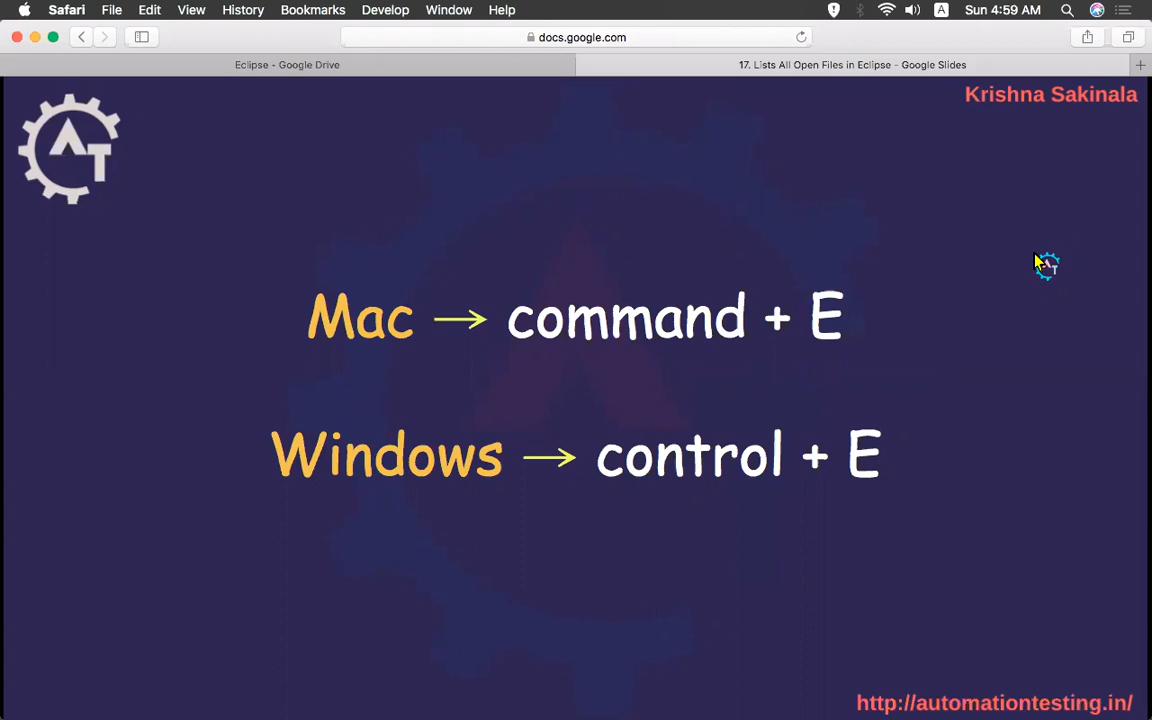 Safari File Edit View History Bookmarks Develop Window Help A Sun 4:59 AM
docs.google.com
Eclipse - Google Drive 17. Lists All Open Files in Eclipse - Google Slides
Krishna Sakinala
AT
Mac → command + E
Windows → control + E
http://automationtesting.in/